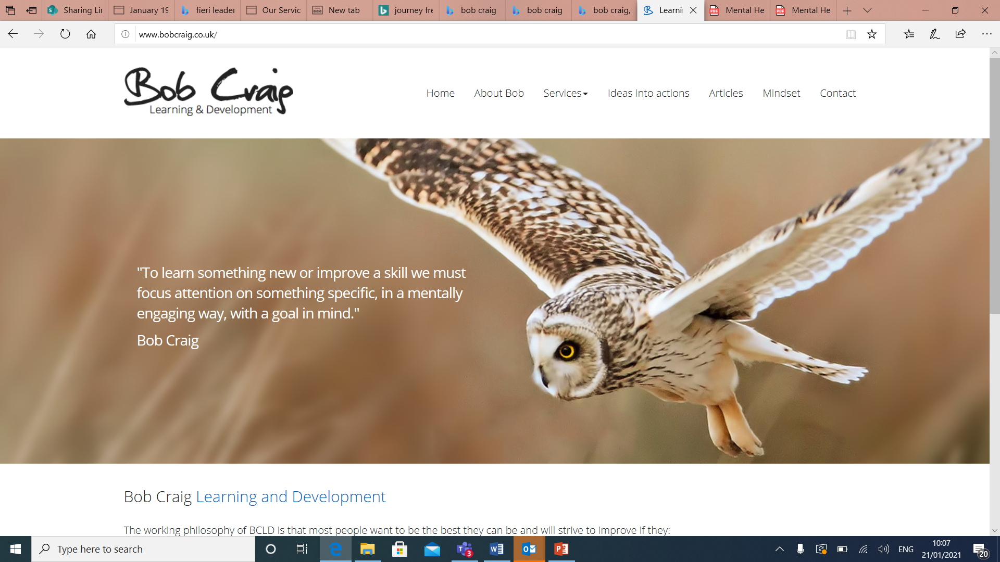 Sharing Lin
January 19
fieri leader
Our Servic
New tab
journey fre
bob craig
bob craig
bob craig,
Learni
Mental He
Mental He
www.bobcraig.co.uk/
Bob Craig
Learning & Development
Home About Bob Services Ideas into actions Articles Mindset Contact
"To learn something new or improve a skill we must
focus attention on something specific, in a mentally
engaging way, with a goal in mind."
Bob Craig
Bob Craig Learning and Development
The working philosophy of BCLD is that most people want to be the best they can be and will strive to improve if they:
Type here to search
3
ENG
10:07
21/01/2021
20